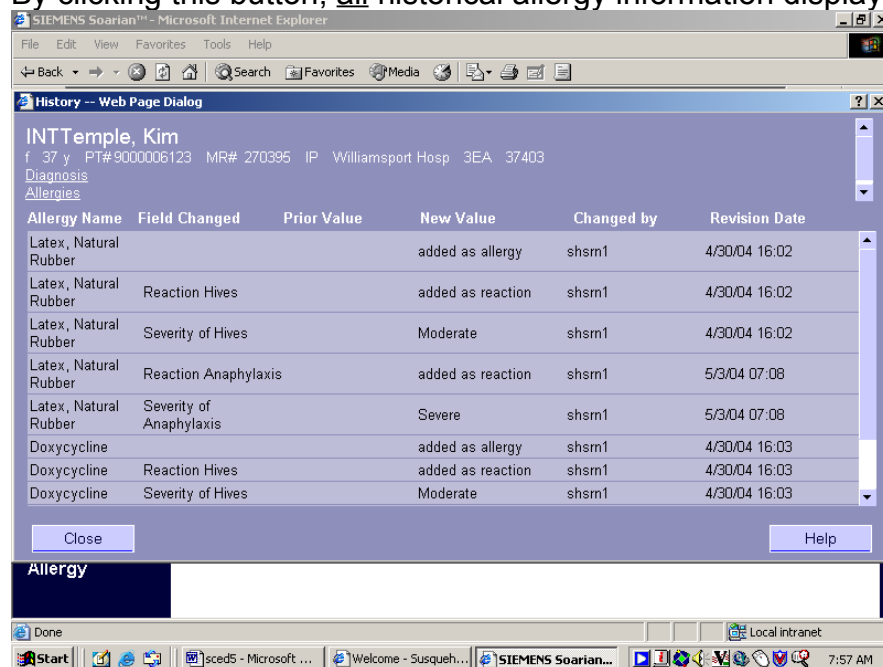 By clicking this button, all historical allergy information display
SIEMENS Soarian™ - Microsoft Internet Explorer
File Edit View Favorites Tools Help
Back Search Favorites Media
History -- Web Page Dialog
INTTemple, Kim
f 37 y PT#9000006123 MR# 270395 IP Williamsport Hosp 3EA 37403
Diagnosis
Allergies
Allergy Name Field Changed Prior Value New Value Changed by Revision Date
Latex, Natural Rubber added as allergy shsrn1 4/30/04 16:02
Latex, Natural Rubber Reaction Hives added as reaction shsrn1 4/30/04 16:02
Latex, Natural Rubber Severity of Hives Moderate shsrn1 4/30/04 16:02
Latex, Natural Rubber Reaction Anaphylaxis added as reaction shsrn1 5/3/04 07:08
Latex, Natural Rubber Severity of Anaphylaxis Severe shsrn1 5/3/04 07:08
Doxycycline added as allergy shsrn1 4/30/04 16:03
Doxycycline Reaction Hives added as reaction shsrn1 4/30/04 16:03
Doxycycline Severity of Hives Moderate shsrn1 4/30/04 16:03
Close Help
Allergy
Done Local intranet
Start sced5 - Microsoft ... Welcome - Susqueh... SIEMENS Soarian... 7:57 AM